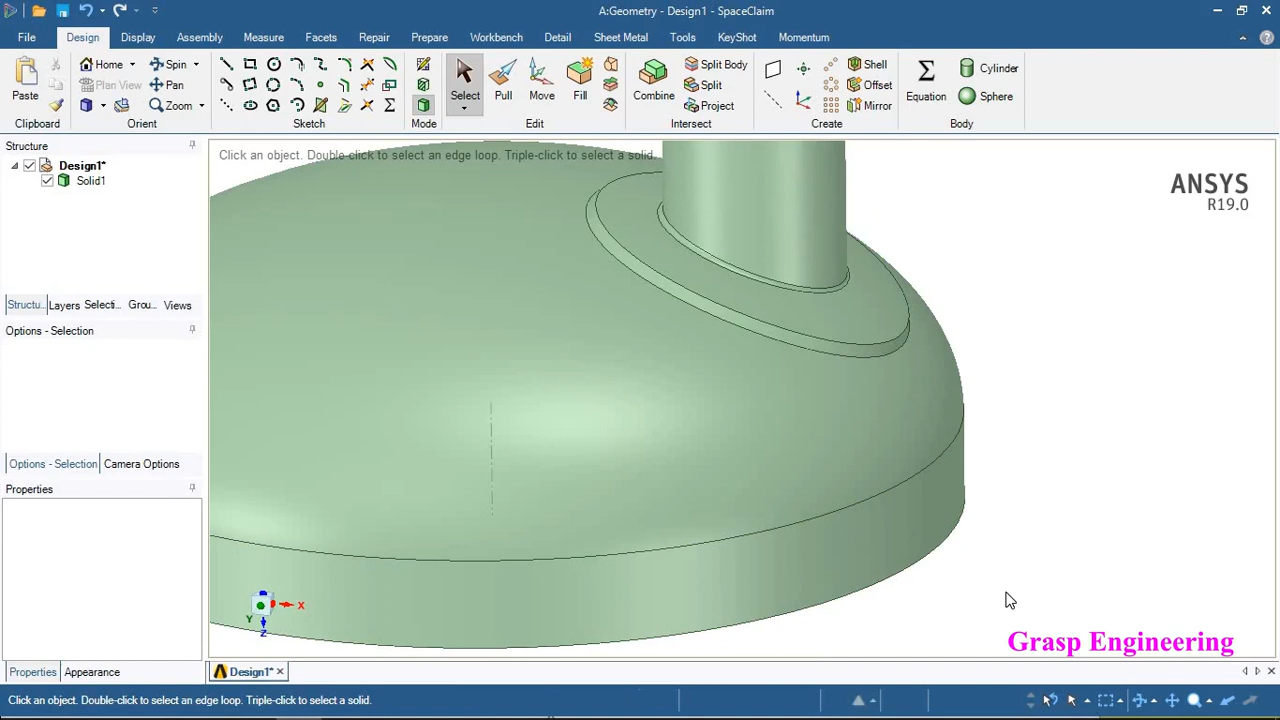 A:Geometry - Design1 - SpaceClaim
File Design Display Assembly Measure Facets Repair Prepare Workbench Detail Sheet Metal Tools KeyShot Momentum
Paste
Clipboard
Home
Plan View
Spin
Pan
Zoom
Orient
Sketch
Mode
Select
Pull
Move
Fill
Edit
Combine
Split Body
Split
Project
Intersect
Shell
Offset
Mirror
Create
Equation
Cylinder
Sphere
Body
Structure
Design1*
Solid1
Structu... Layers Selecti... Grou... Views
Options - Selection
Options - Selection Camera Options
Properties
Properties Appearance
Click an object. Double-click to select an edge loop. Triple-click to select a solid.
ANSYS
R19.0
X
Y
Z
Grasp Engineering
Design1*
Click an object. Double-click to select an edge loop. Triple-click to select a solid.